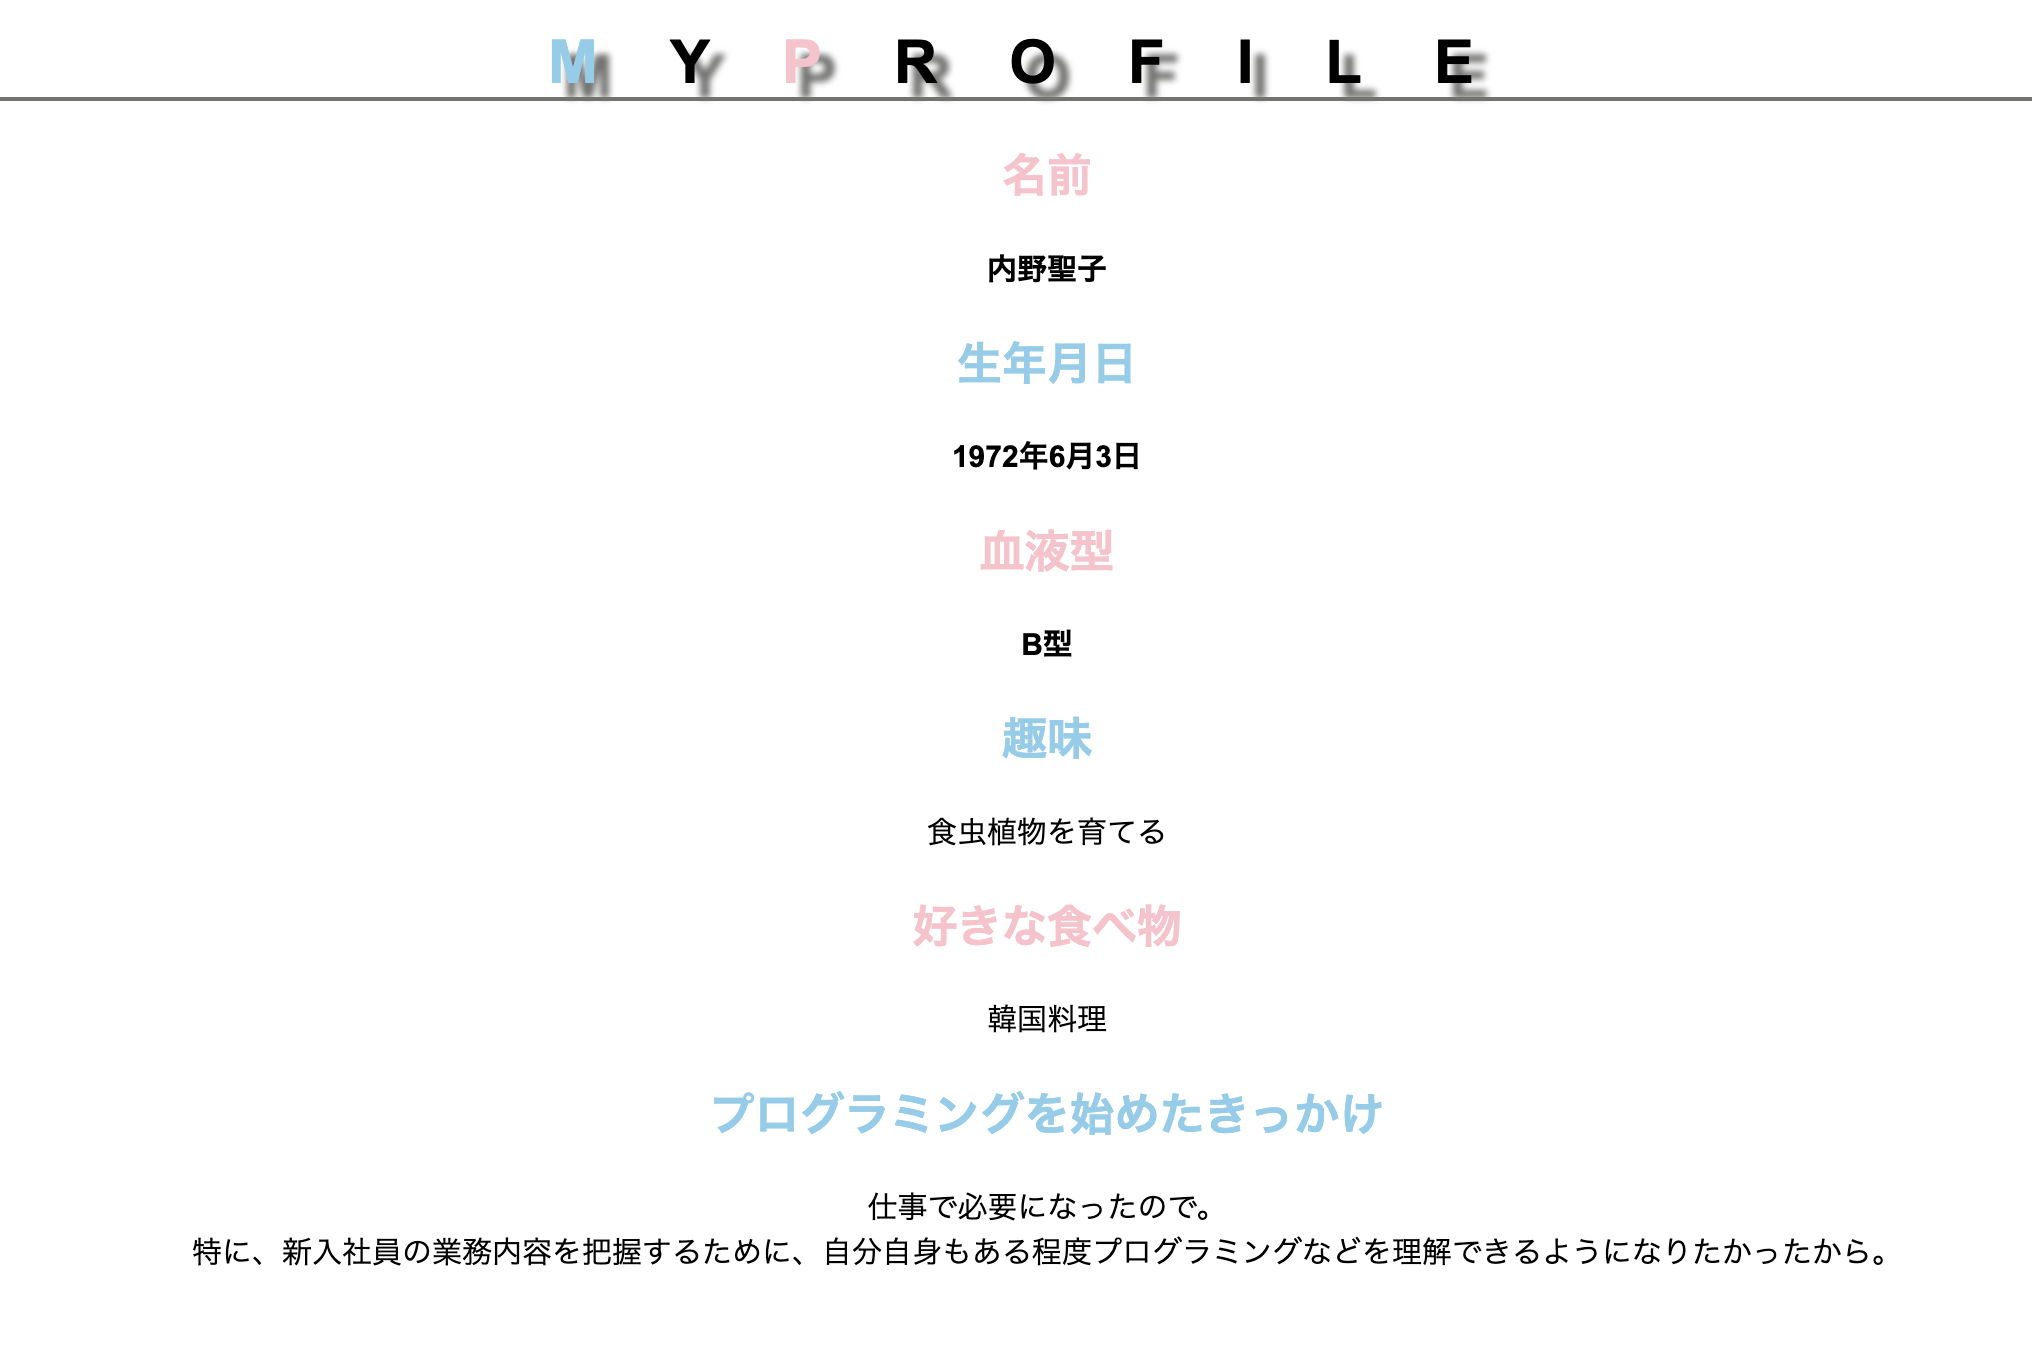 MYPROFILE
名前
内野聖子
生年月日
1972年6月3日
血液型
B型
趣味
食虫植物を育てる
好きな食べ物
韓国料理
プログラミングを始めたきっかけ
仕事で必要になったので。
特に、新入社員の業務内容を把握するために、自分自身もある程度プログラミングなどを理解できるようになりたかったから。